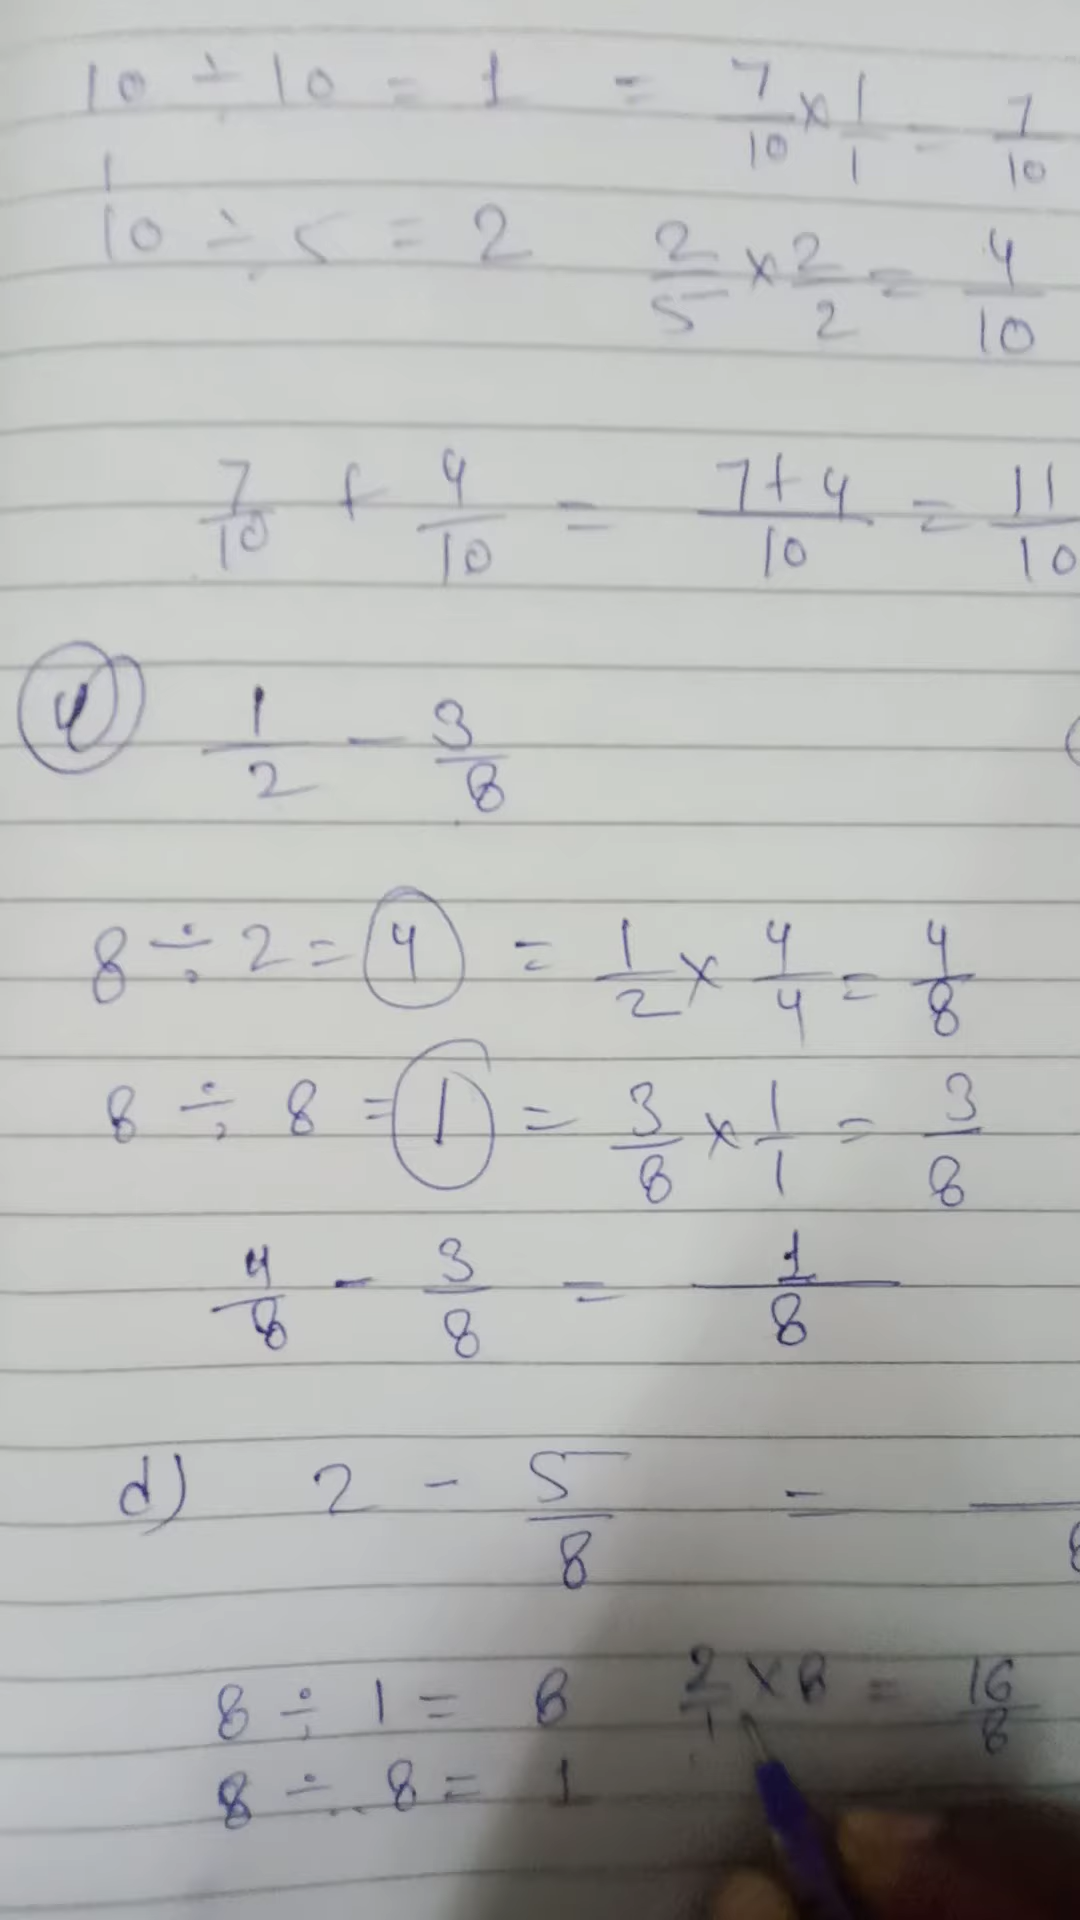 10 ÷ 10 = 1 = 7/10 × 1/1 = 7/10
1
10 ÷ 5 = 2 2/5 × 2/2 = 4/10
7/10 + 4/10 = 7+4/10 = 11/10
4 1/2 - 3/8
8 ÷ 2 = 4 = 1/2 × 4/4 = 4/8
8 ÷ 8 = 1 = 3/8 × 1/1 = 3/8
4/8 - 3/8 = 1/8
d) 2 - 5/8 = /8
8 ÷ 1 = 8 2/1 × 8 = 16/8
8 ÷ 8 = 1